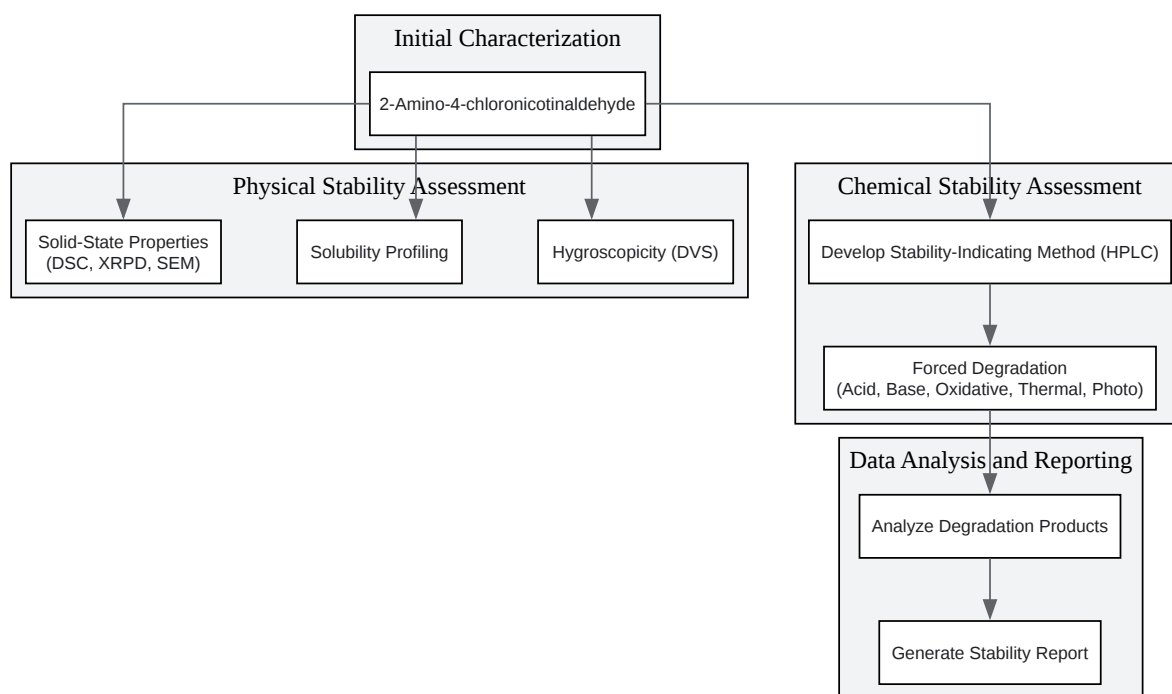 Initial Characterization
2-Amino-4-chloronicotinaldehyde
Physical Stability Assessment
Solid-State Properties
(DSC, XRPD, SEM)
Solubility Profiling
Hygroscopicity (DVS)
Chemical Stability Assessment
Develop Stability-Indicating Method (HPLC)
Forced Degradation
(Acid, Base, Oxidative, Thermal, Photo)
Data Analysis and Reporting
Analyze Degradation Products
Generate Stability Report